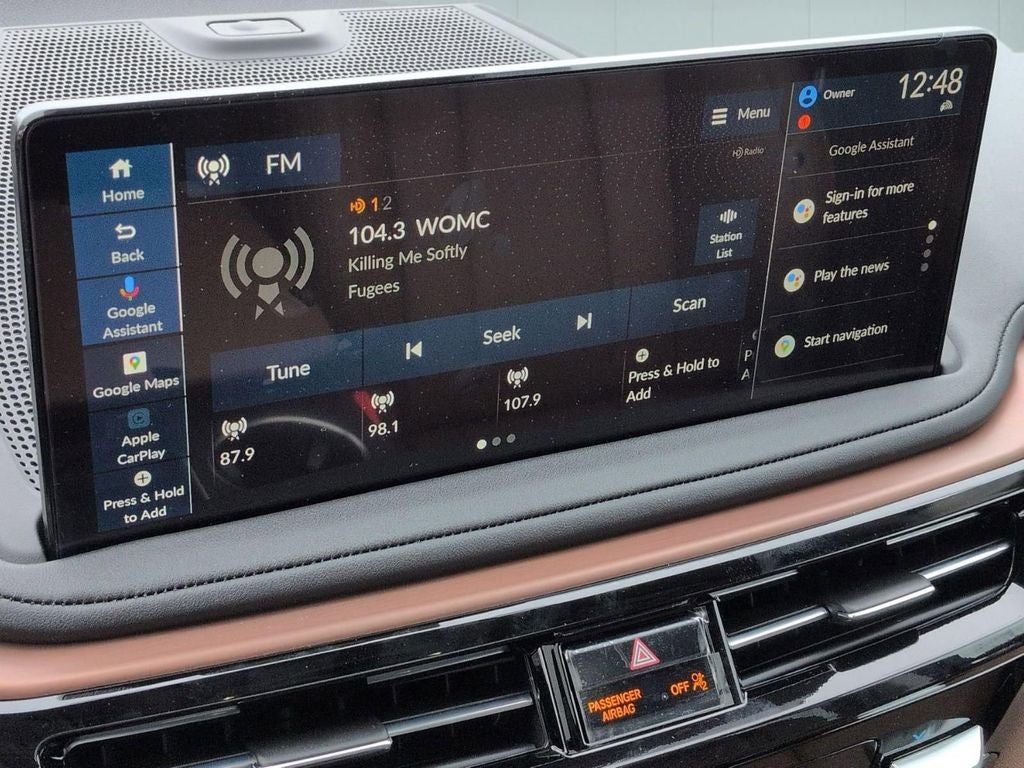 Home
Back
Google
Assistant
Google Maps
Apple
CarPlay
Press & Hold
to Add
FM
Menu
HD Radio
HD 1 2
104.3 WOMC
Killing Me Softly
Fugees
Station
List
Tune
Seek
Scan
87.9
98.1
107.9
Press & Hold to
Add
P
A
Owner
12:48
Google Assistant
Sign-in for more
features
Play the news
Start navigation
PASSENGER
AIRBAG
OFF
2